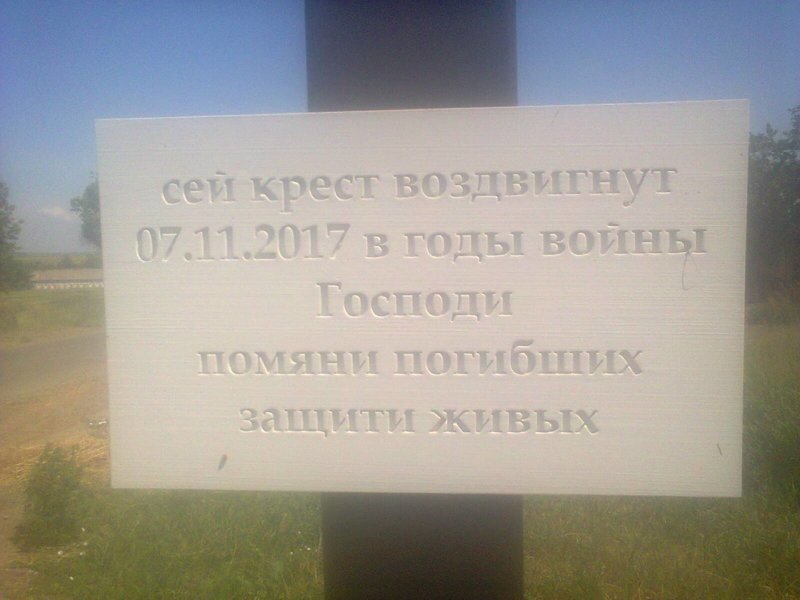 сей крест воздвигнут
07.11.2017 в годы войны
Господи
помяни погибших
защити живых